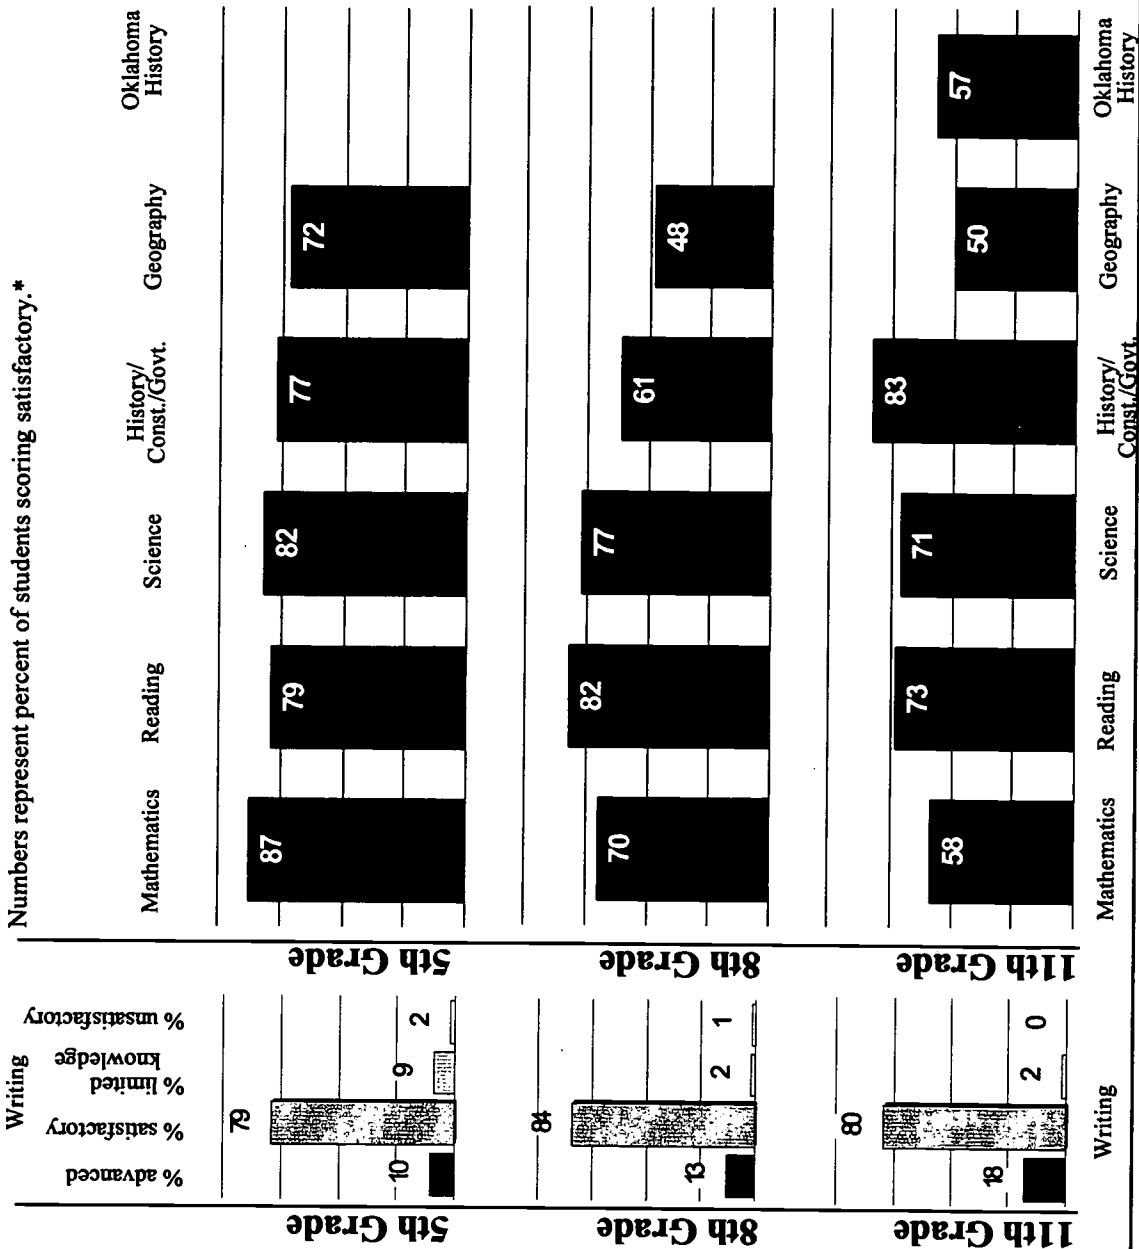 Numbers represent percent of students scoring satisfactory.*
Writing
% advanced
% satisfactory
% limited
knowledge
% unsatisfactory
Mathematics
Reading
Science
History/
Const./Govt.
Geography
Oklahoma
History
5th Grade
10
79
9
2
5th Grade
87
79
82
77
72
8th Grade
13
84
2
1
8th Grade
70
82
77
61
48
11th Grade
18
80
2
0
11th Grade
58
73
71
83
50
57
Writing
Mathematics
Reading
Science
History/
Const./Govt.
Geography
Oklahoma
History